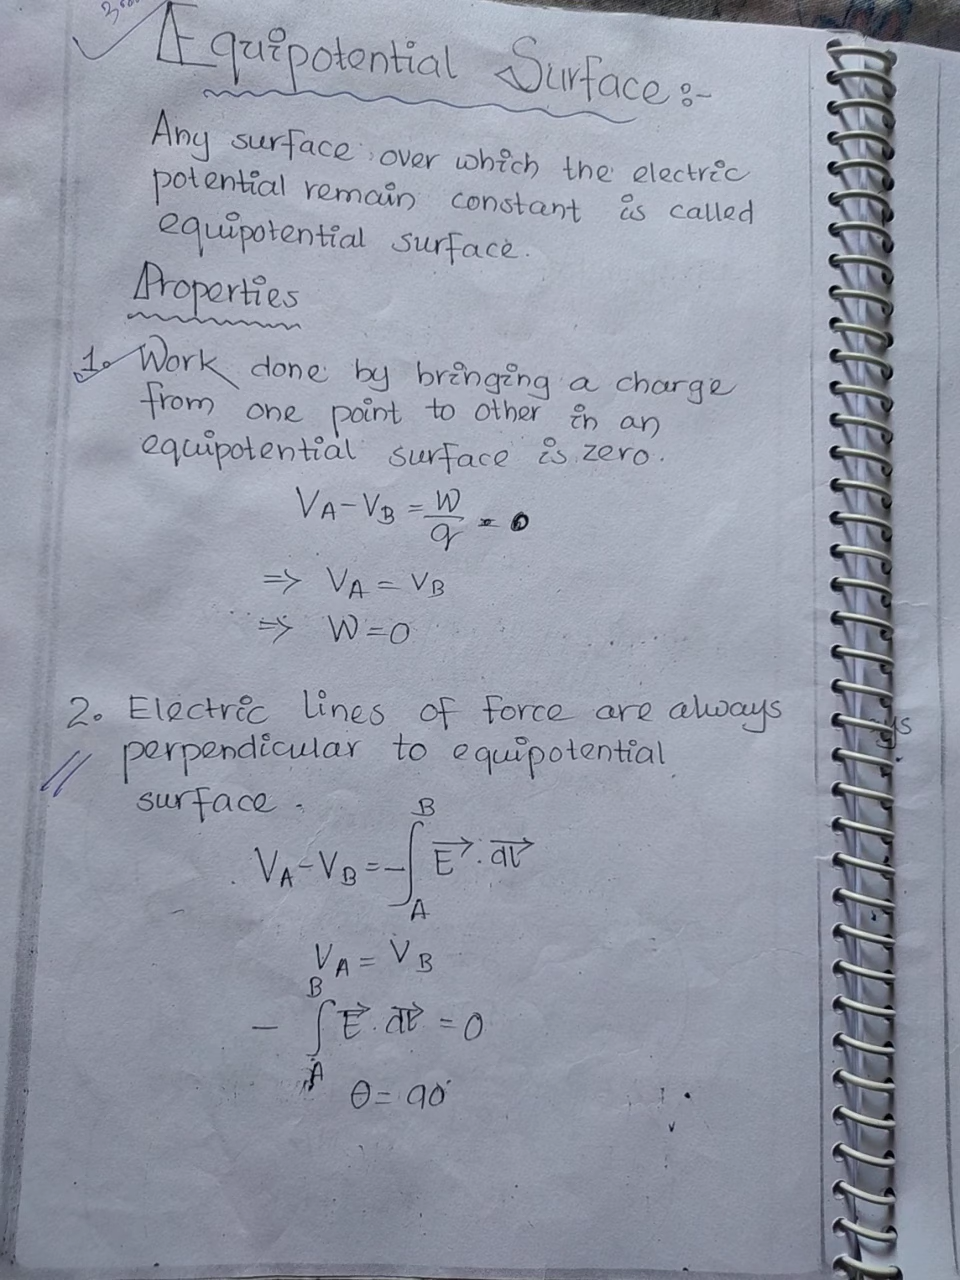 Equipotential Surface :-
Any surface over which the electric
potential remain constant is called
equipotential surface.
Properties
1. Work done by bringing a charge
from one point to other in an
equipotential surface is zero.
VA-VB = W/q = 0
⇒ VA = VB
⇒ W=0
2. Electric lines of force are always
perpendicular to equipotential
surface.
VA-VB = -∫_A^B E⃗ . dl⃗
VA = VB
- ∫_A^B E⃗ . dl⃗ = 0
θ = 90°